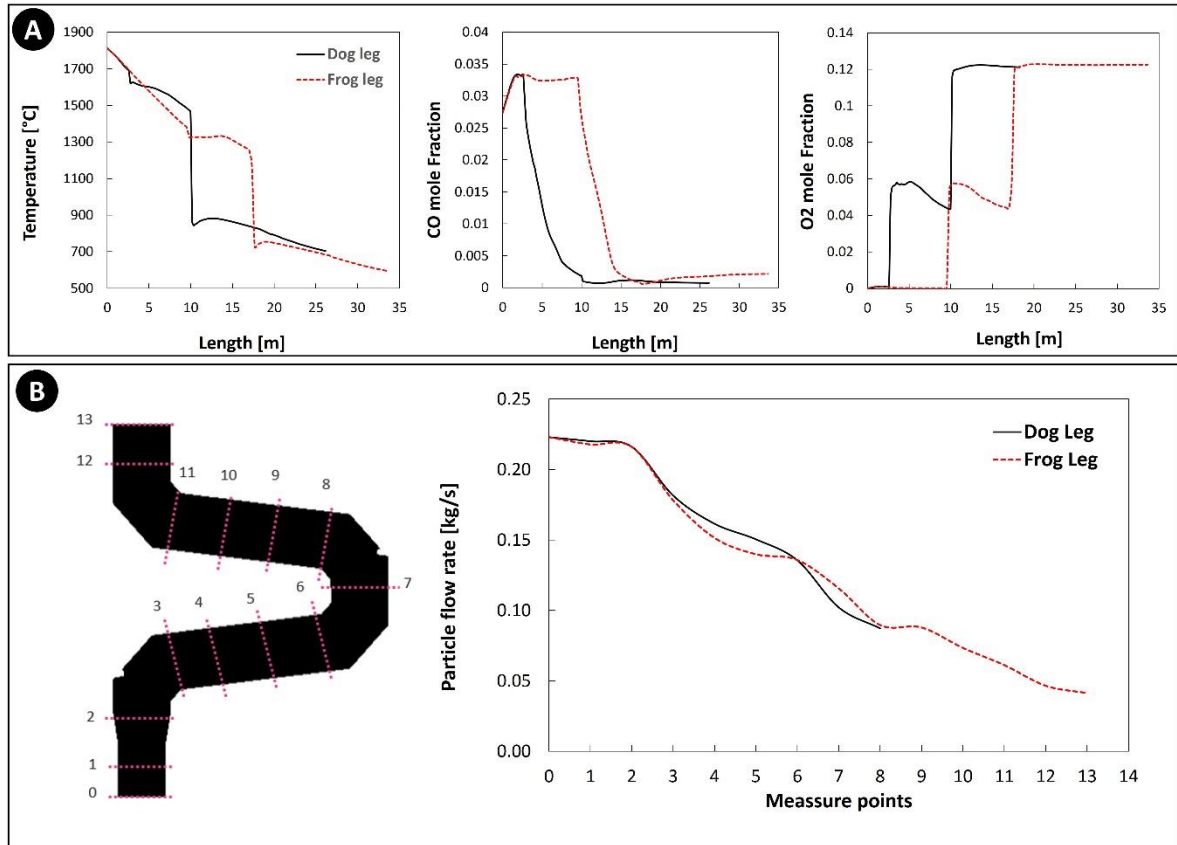 A
Temperature [°C]
1900
1700
1500
1300
1100
900
700
500
0 5 10 15 20 25 30 35
Length [m]
Dog leg
Frog leg
CO mole Fraction
0.04
0.035
0.03
0.025
0.02
0.015
0.01
0.005
0
0 5 10 15 20 25 30 35
Length [m]
O2 mole Fraction
0.14
0.12
0.1
0.08
0.06
0.04
0.02
0
0 5 10 15 20 25 30 35
Length [m]
B
13
12
11 10 9 8
7
3 4 5 6
2
1
0
Particle flow rate [kg/s]
0.25
0.20
0.15
0.10
0.05
0.00
0 1 2 3 4 5 6 7 8 9 10 11 12 13 14
Meassure points
Dog Leg
Frog Leg